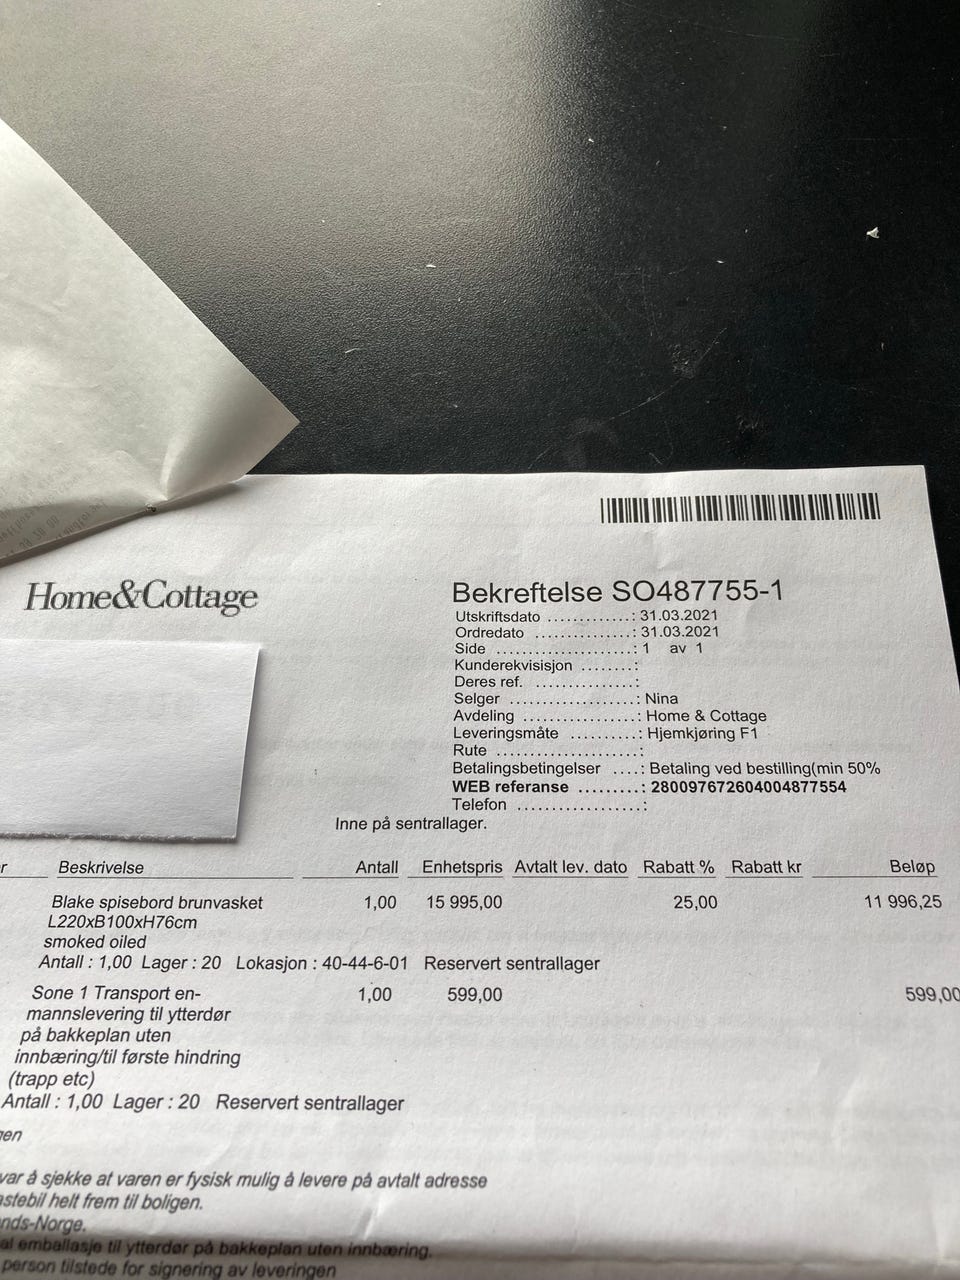 Home&Cottage
Bekreftelse SO487755-1
Utskriftsdato ............: 31.03.2021
Ordredato ..............: 31.03.2021
Side ....................: 1 av 1
Kunderekvisisjon .......:
Deres ref. ..............:
Selger ....................: Nina
Avdeling .................: Home & Cottage
Leveringsmåte ..........: Hjemkjøring F1
Rute .....................:
Betalingsbetingelser ....: Betaling ved bestilling(min 50%
WEB referanse .........: 280097672604004877554
Telefon ..................:
Inne på sentrallager.
r Beskrivelse Antall Enhetspris Avtalt lev. dato Rabatt % Rabatt kr Beløp
Blake spisebord brunvasket 1,00 15 995,00 25,00 11 996,25
L220xB100xH76cm
smoked oiled
Antall : 1,00 Lager : 20 Lokasjon : 40-44-6-01 Reservert sentrallager
Sone 1 Transport en- 1,00 599,00 599,00
mannslevering til ytterdør
på bakkeplan uten
innbæring/til første hindring
(trapp etc)
Antall : 1,00 Lager : 20 Reservert sentrallager
gen
var å sjekke at varen er fysisk mulig å levere på avtalt adresse
astebil helt frem til boligen.
nds-Norge.
al emballasje til ytterdør på bakkeplan uten innbæring.
person tilstede for signering av leveringen